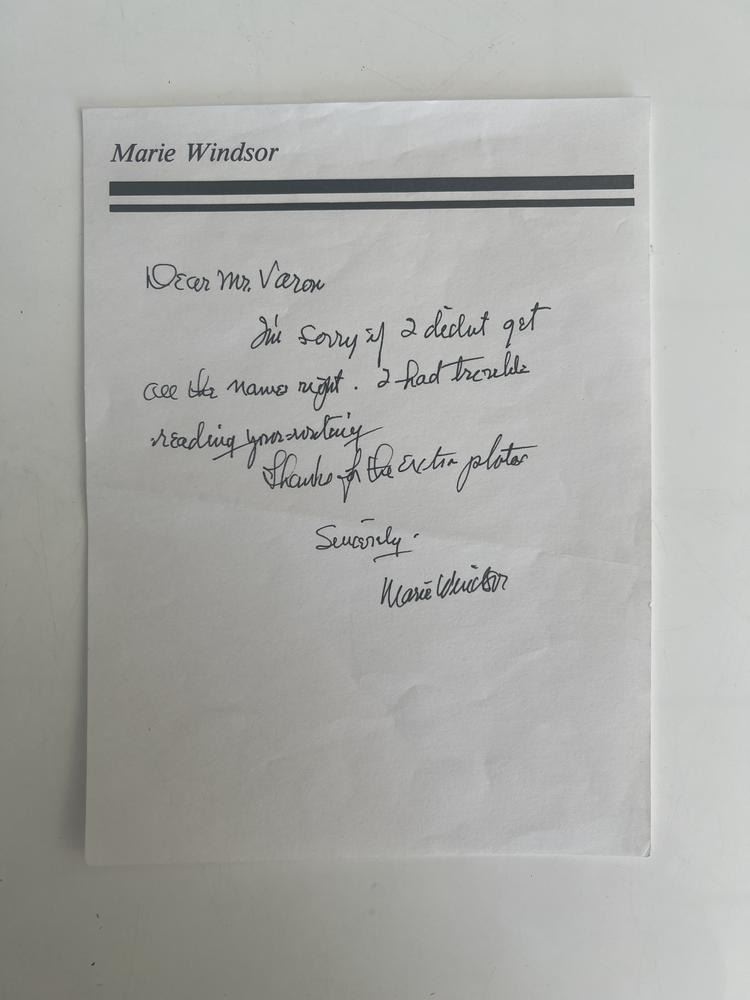 Marie Windsor
Dear Mr. Varon
I'm sorry if I didnt get
all the names right. I had trouble
reading your writing
Thanks for the extra photos
Sincerely.
Marie Windsor